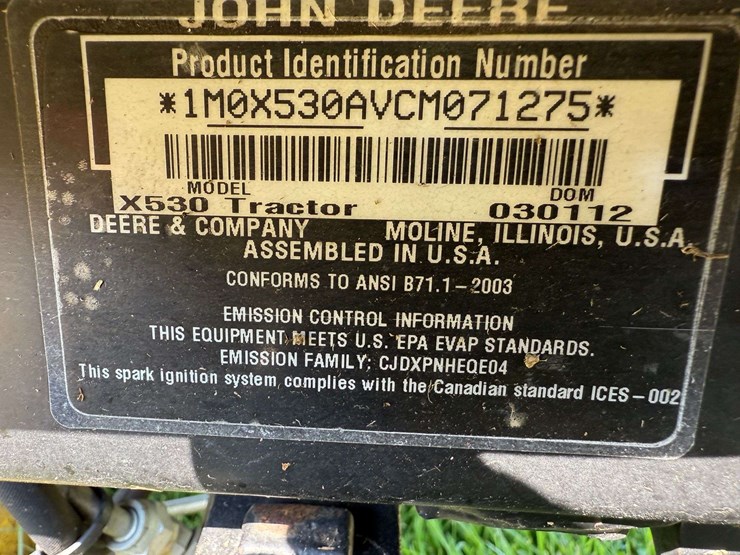 JOHN DEERE
Product Identification Number
*1M0X530AVCM071275*
MODEL DOM
X530 Tractor 030112
DEERE & COMPANY MOLINE, ILLINOIS, U.S.A.
ASSEMBLED IN U.S.A.
CONFORMS TO ANSI B71.1-2003
EMISSION CONTROL INFORMATION
THIS EQUIPMENT MEETS U.S. EPA EVAP STANDARDS.
EMISSION FAMILY: CJDXPNHEQE04
This spark ignition system complies with the Canadian standard ICES-002